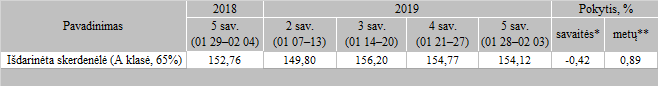 Pavadinimas 2018 2019 Pokytis, %
5 sav. (01 29–02 04) 2 sav. (01 07–13) 3 sav. (01 14–20) 4 sav. (01 21–27) 5 sav. (01 28–02 03) savaitės* metų**
Išdarinėta skerdenėlė (A klasė, 65%) 152,76 149,80 156,20 154,77 154,12 -0,42 0,89